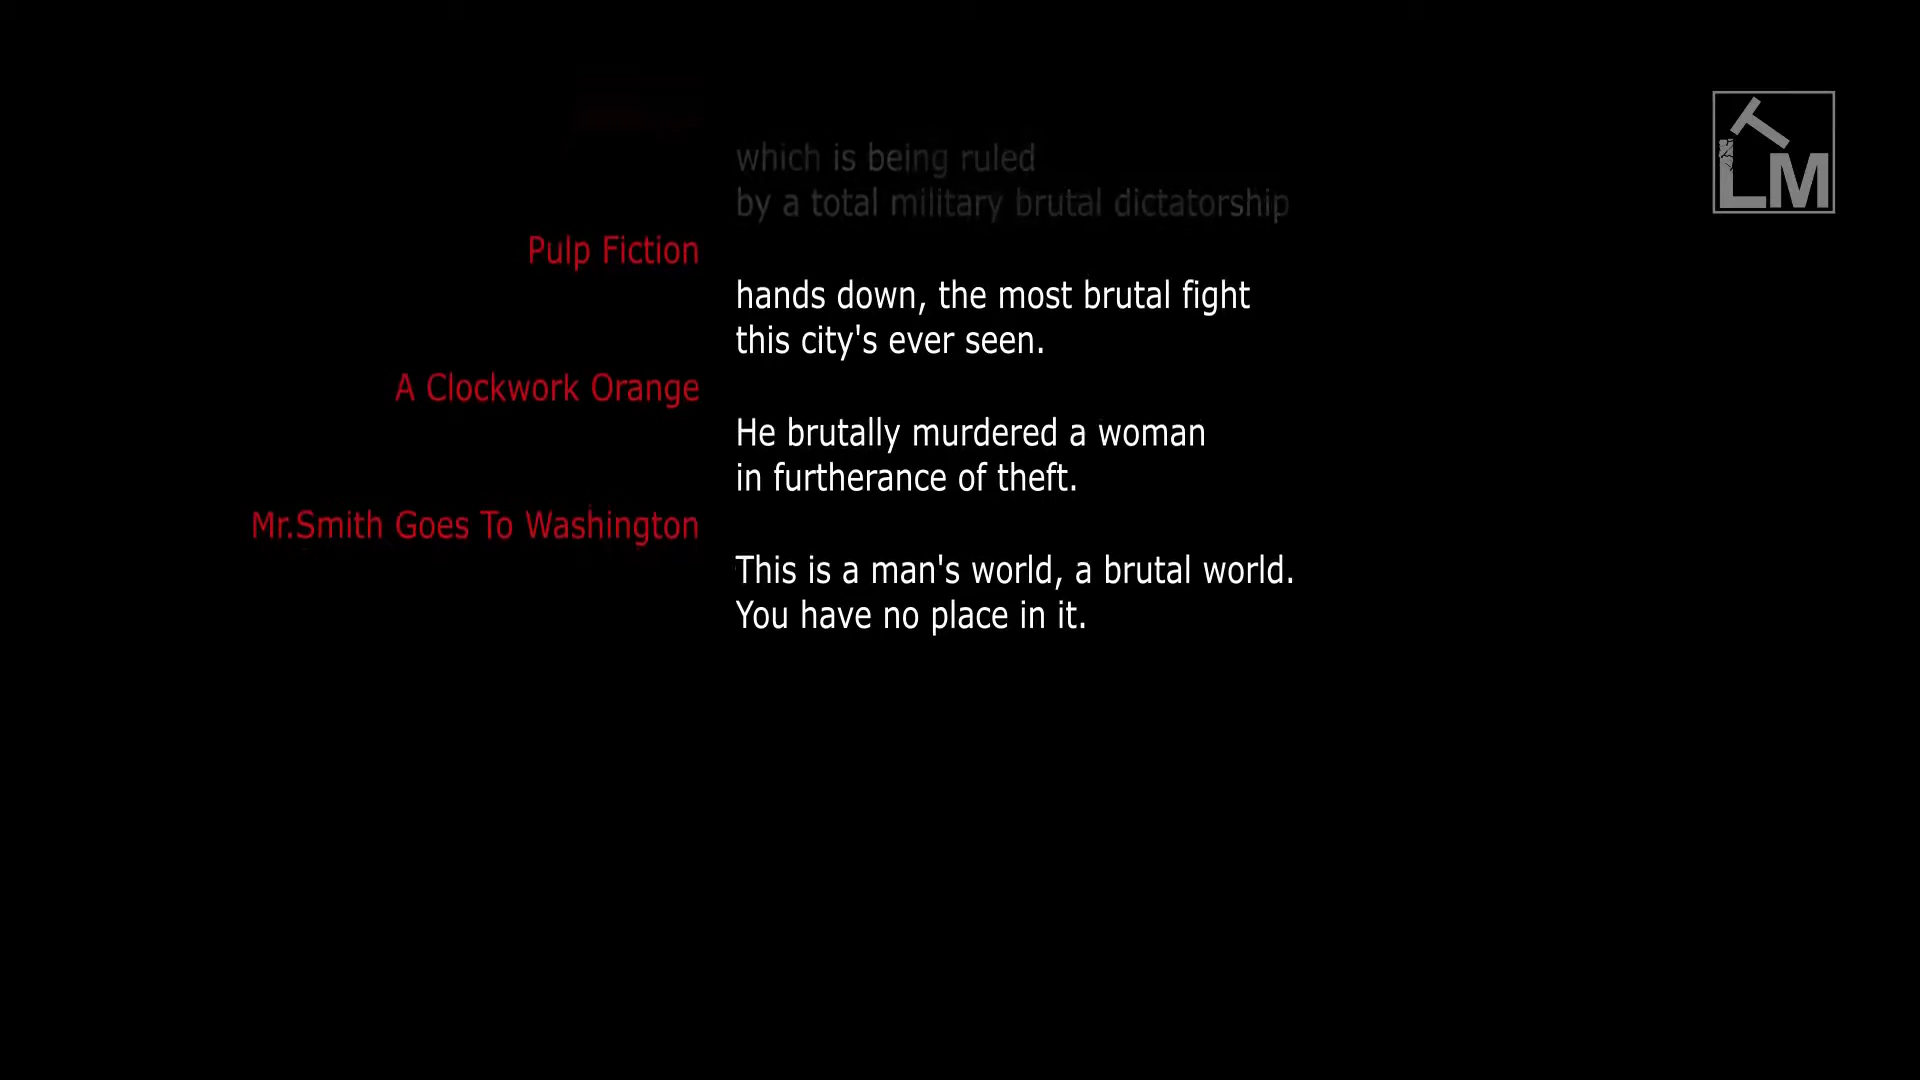 which is being ruled
by a total military brutal dictatorship
Pulp Fiction
hands down, the most brutal fight
this city's ever seen.
A Clockwork Orange
He brutally murdered a woman
in furtherance of theft.
Mr.Smith Goes To Washington
This is a man's world, a brutal world.
You have no place in it.
TLM